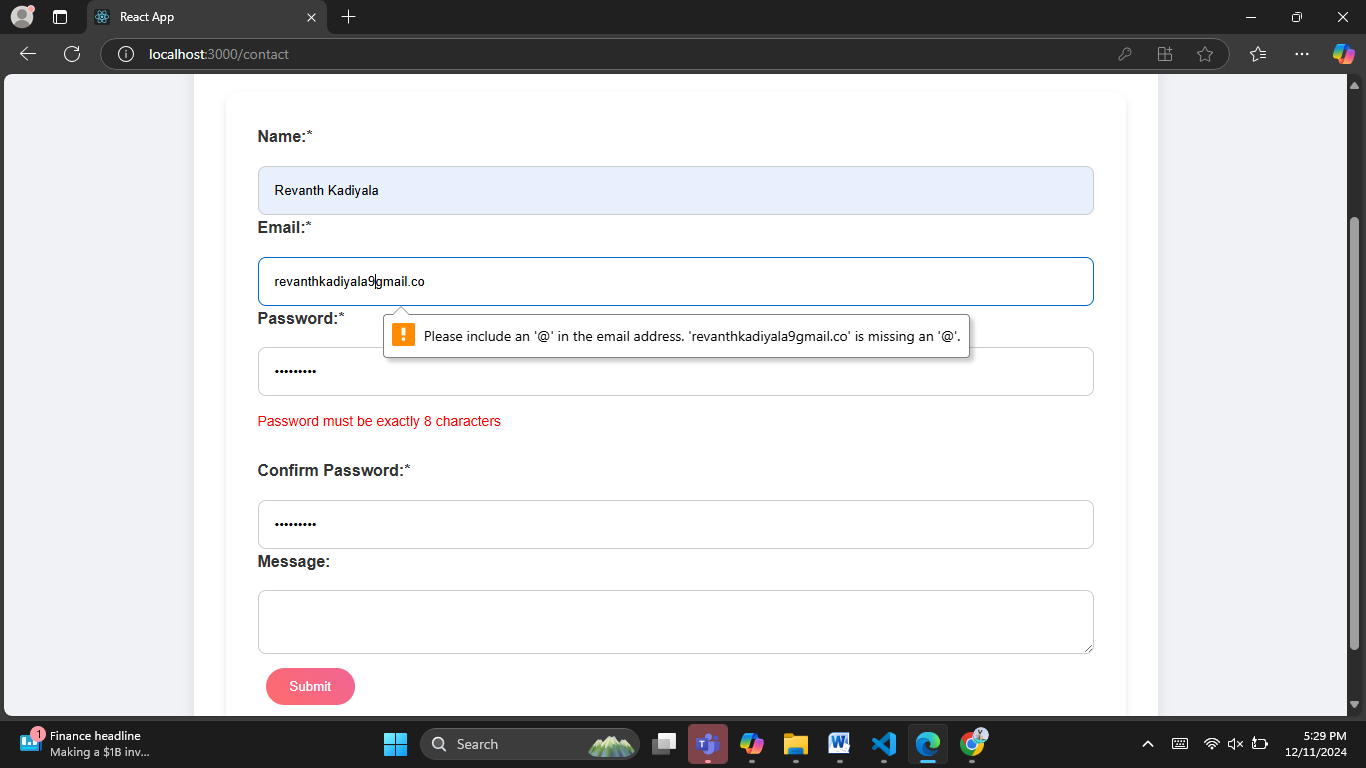 React App
localhost:3000/contact
Name:*
Revanth Kadiyala
Email:*
revanthkadiyala9gmail.co
Password:*
Please include an '@' in the email address. 'revanthkadiyala9gmail.co' is missing an '@'.
•••••••••
Password must be exactly 8 characters
Confirm Password:*
•••••••••
Message:
Submit
1
Finance headline
Making a $1B inv...
Search
5:29 PM
12/11/2024